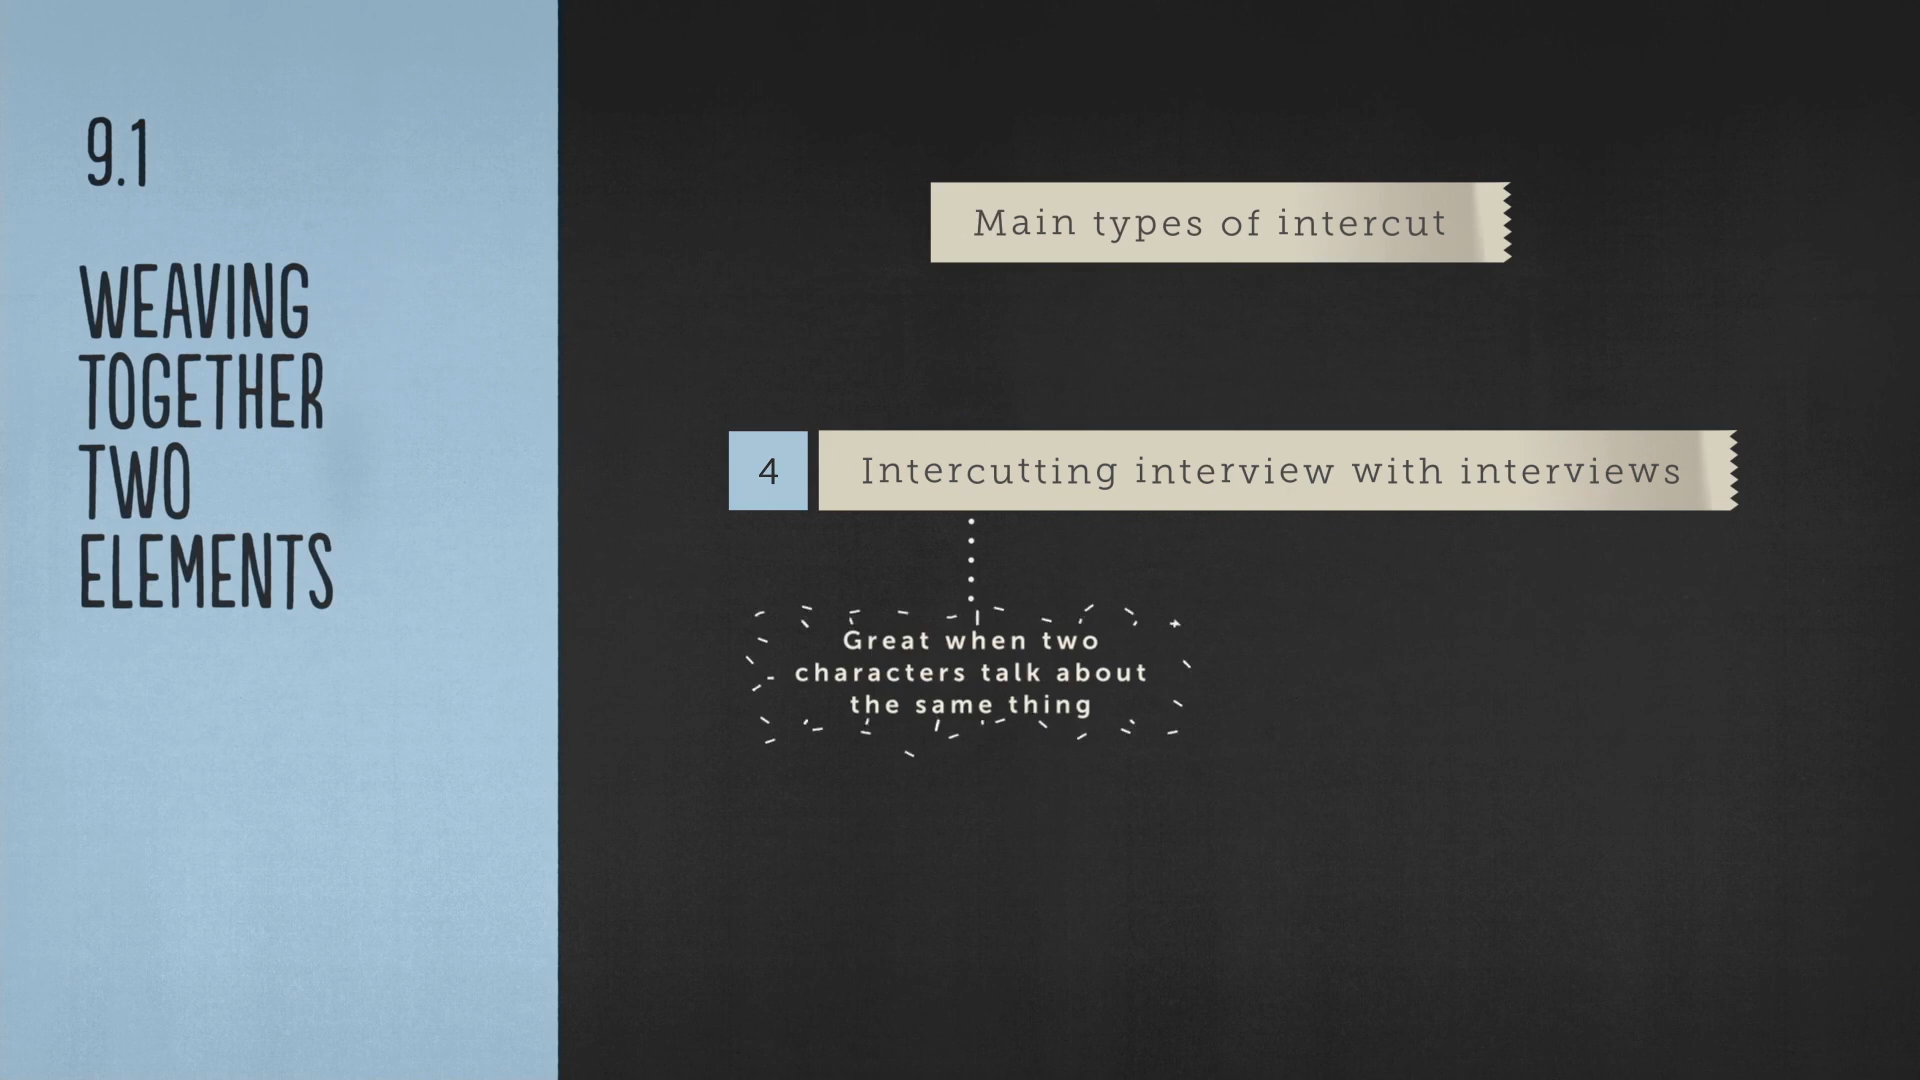 9.1
WEAVING
TOGETHER
TWO
ELEMENTS
Main types of intercut
4 Intercutting interview with interviews
Great when two
characters talk about
the same thing